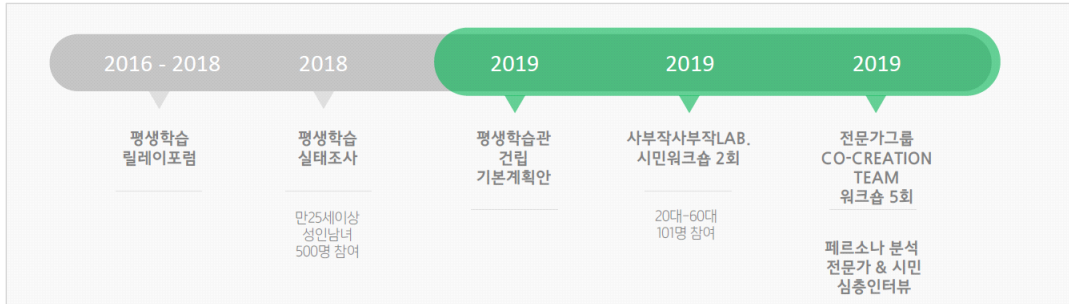 2016 - 2018
2018
2019
2019
2019
평생학습
릴레이포럼
평생학습
실태조사
만25세이상
성인남녀
500명 참여
평생학습관
건립
기본계획안
사부작사부작LAB.
시민워크숍 2회
20대-60대
101명 참여
전문가그룹
CO-CREATION
TEAM
워크숍 5회
페르소나 분석
전문가 & 시민
심층인터뷰